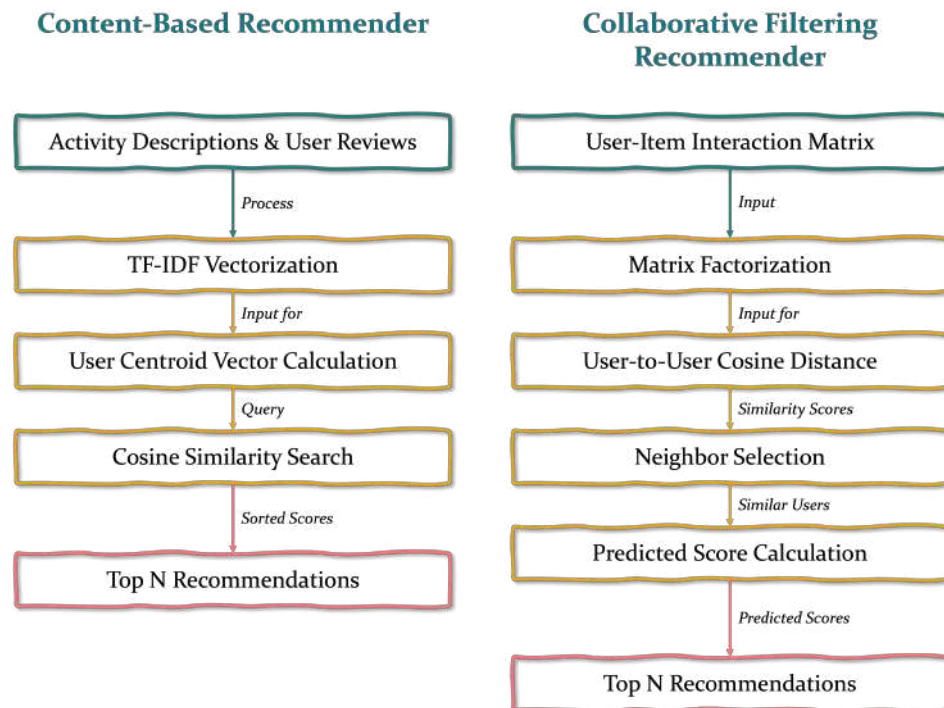 Content-Based Recommender
Activity Descriptions & User Reviews
Process
TF-IDF Vectorization
Input for
User Centroid Vector Calculation
Query
Cosine Similarity Search
Sorted Scores
Top N Recommendations
Collaborative Filtering
Recommender
User-Item Interaction Matrix
Input
Matrix Factorization
Input for
User-to-User Cosine Distance
Similarity Scores
Neighbor Selection
Similar Users
Predicted Score Calculation
Predicted Scores
Top N Recommendations